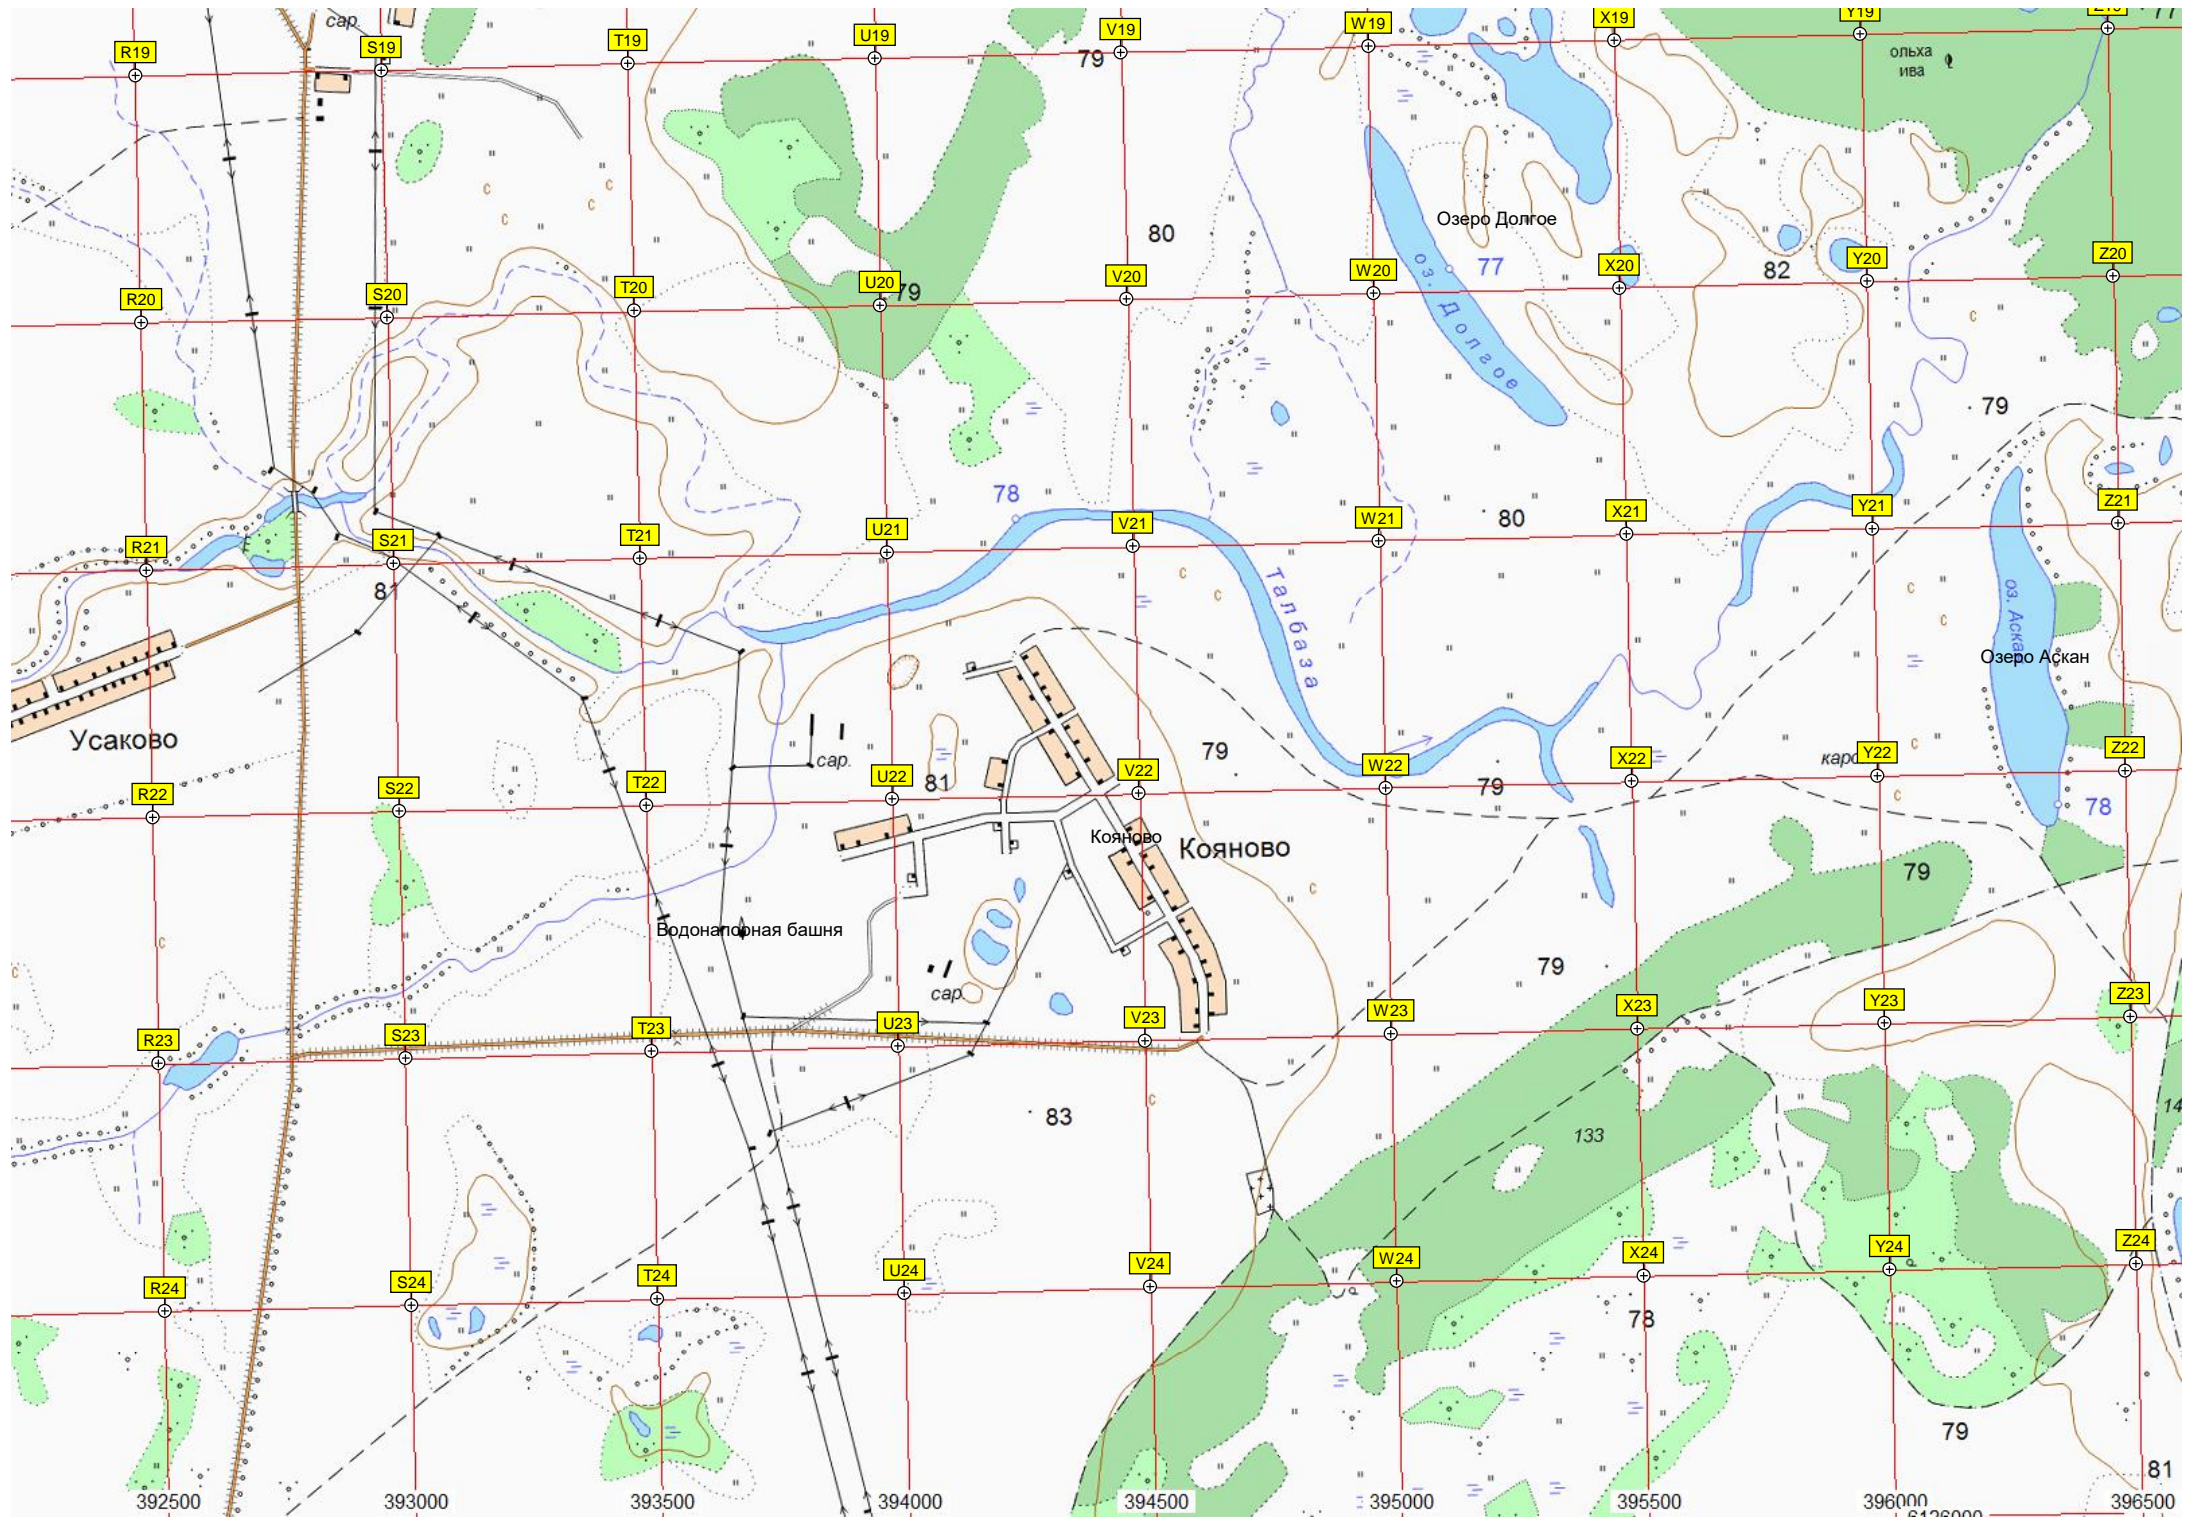 сар.
R19
S19
T19
U19
V19
79
W19
X19
Y19
77
ольха
ива
с
с
с
с
80
Озеро Долгое
82
R20
S20
T20
U20
79
V20
W20
оз. Долгое
77
X20
Y20
Z20
с
79
78
80
R21
S21
T21
U21
V21
W21
X21
Y21
Z21
81
с
с
с
с
Талбаза
оз. Аскан
Озеро Аскан
Усаково
сар.
79
R22
S22
T22
U22
81
V22
W22
79
X22
Y22
с
Z22
с
78
Кояново
Кояново
79
с
Водонапорная башня
с
с
сар.
79
R23
S23
T23
U23
V23
W23
X23
Y23
Z23
83
с
133
14
R24
S24
T24
U24
V24
W24
X24
Y24
Z24
78
79
81
392500
393000
393500
394000
394500
395000
395500
396000
396500